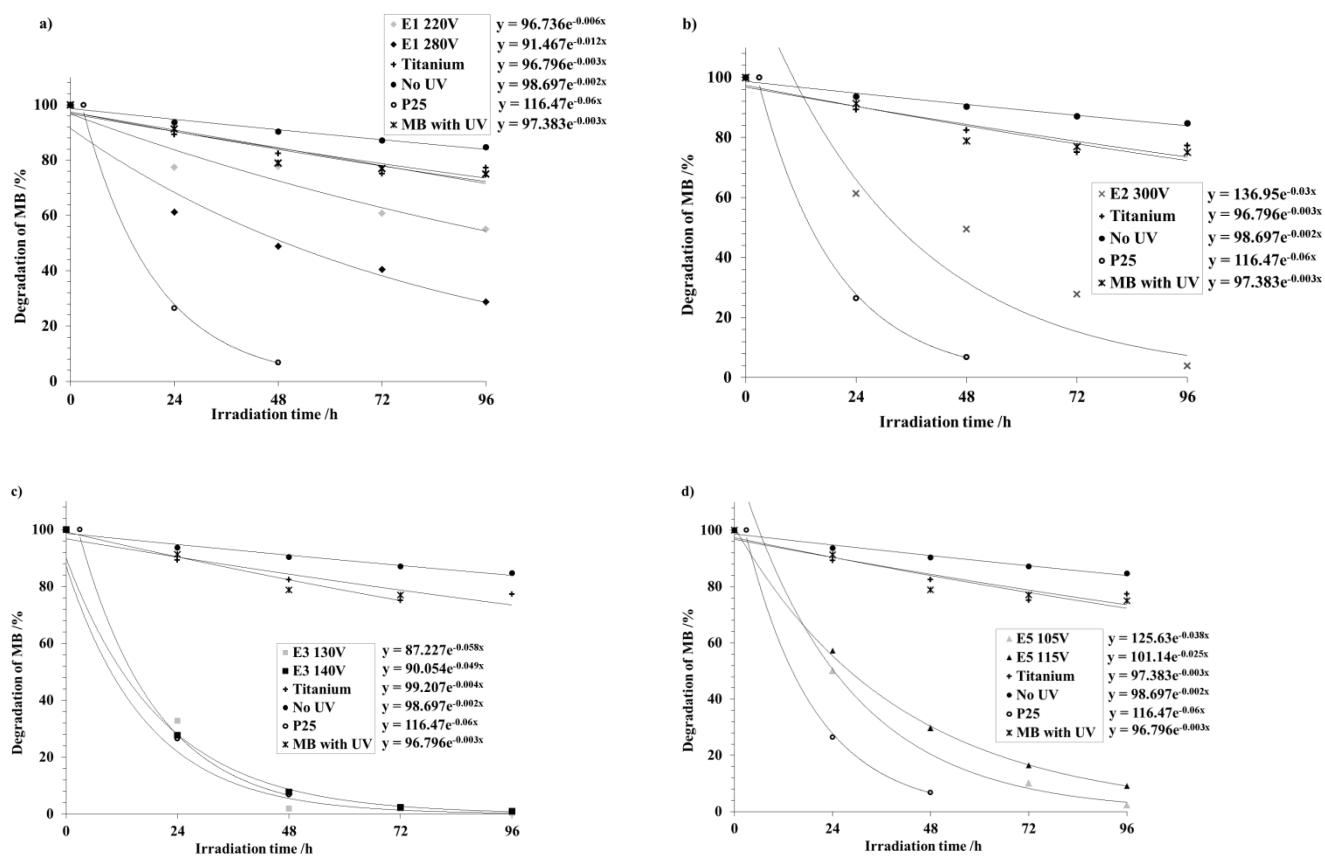 a)
E1 220V y = 96.736e^-0.006x
E1 280V y = 91.467e^-0.012x
Titanium y = 96.796e^-0.003x
No UV y = 98.697e^-0.002x
P25 y = 116.47e^-0.06x
MB with UV y = 97.383e^-0.003x
Degradation of MB /%
100
80
60
40
20
0
0 24 48 72 96
Irradiation time /h
b)
E2 300V y = 136.95e^-0.03x
Titanium y = 96.796e^-0.003x
No UV y = 98.697e^-0.002x
P25 y = 116.47e^-0.06x
MB with UV y = 97.383e^-0.003x
Degradation of MB /%
100
80
60
40
20
0
0 24 48 72 96
Irradiation time /h
c)
E3 130V y = 87.227e^-0.058x
E3 140V y = 90.054e^-0.049x
Titanium y = 99.207e^-0.004x
No UV y = 98.697e^-0.002x
P25 y = 116.47e^-0.06x
MB with UV y = 96.796e^-0.003x
Degradation of MB /%
100
80
60
40
20
0
0 24 48 72 96
Irradiation time /h
d)
E5 105V y = 125.63e^-0.038x
E5 115V y = 101.14e^-0.025x
Titanium y = 97.383e^-0.003x
No UV y = 98.697e^-0.002x
P25 y = 116.47e^-0.06x
MB with UV y = 96.796e^-0.003x
Degradation of MB /%
100
80
60
40
20
0
0 24 48 72 96
Irradiation time /h